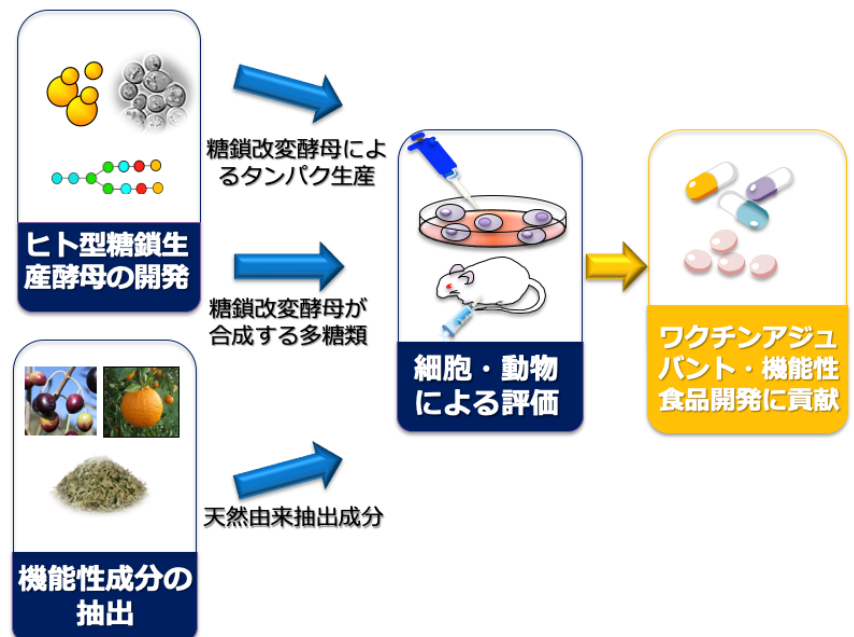 糖鎖改変酵母によ
るタンパク生産
ヒト型糖鎖生
産酵母の開発
糖鎖改変酵母が
合成する多糖類
細胞・動物
による評価
ワクチンアジュ
バント・機能性
食品開発に貢献
天然由来抽出成分
機能性成分の
抽出